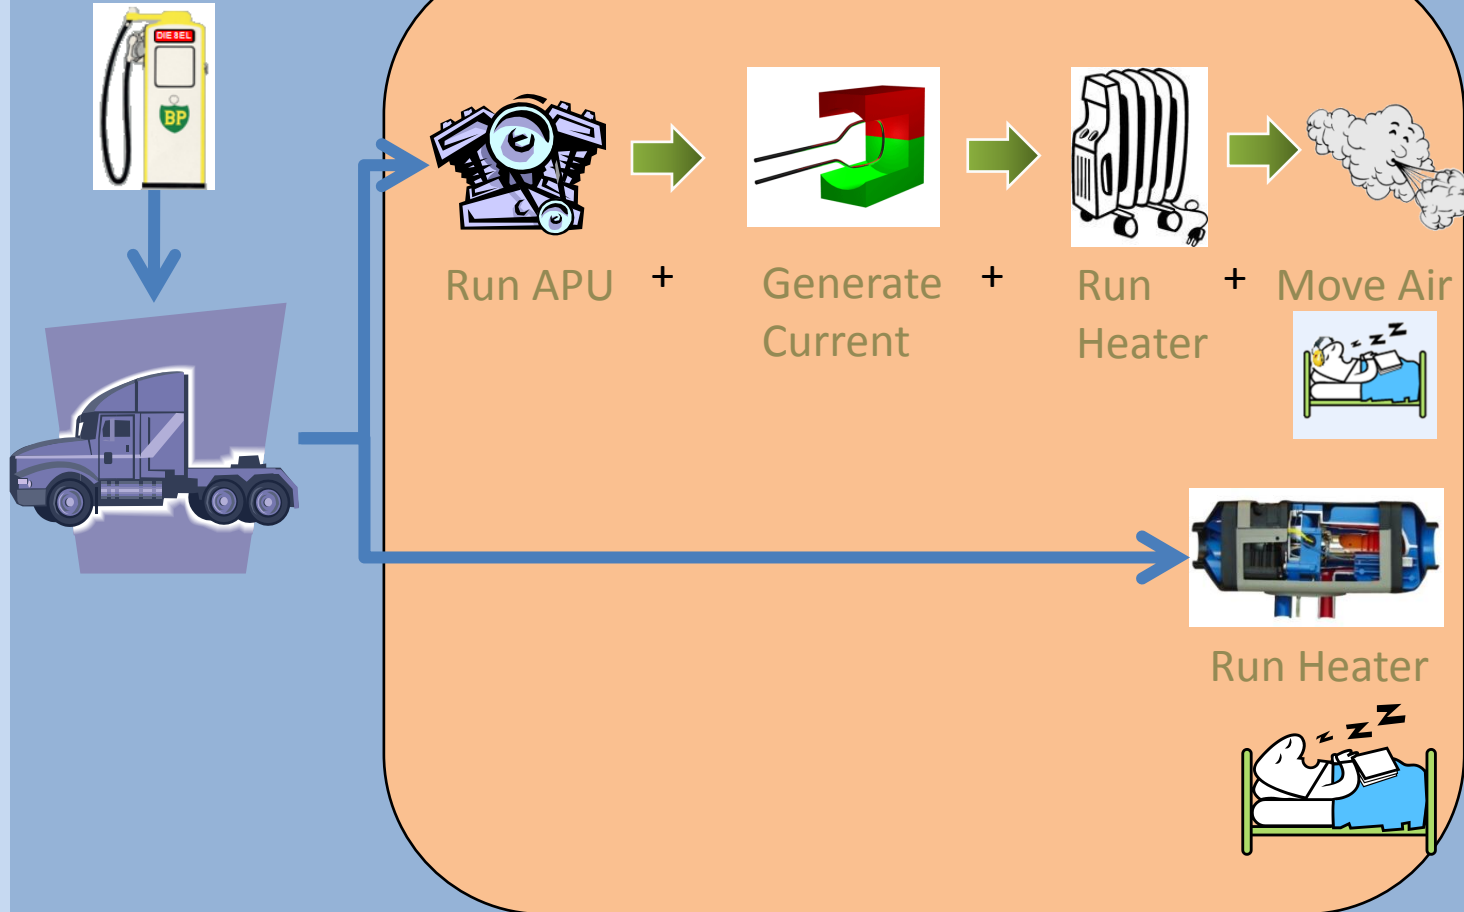 DIESEL
BP
Run APU + Generate Current + Run Heater + Move Air
z z Z
Run Heater
z z Z